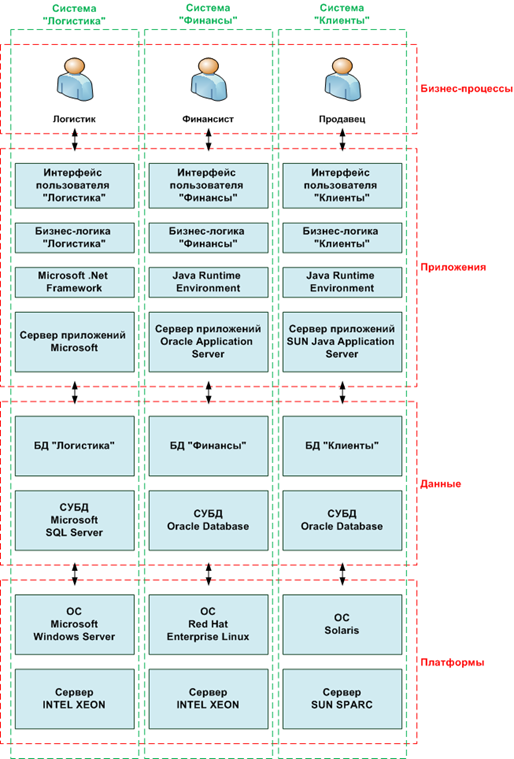 Система
"Логистика"
Система
"Финансы"
Система
"Клиенты"
Логистик
Финансист
Продавец
Бизнес-процессы
Интерфейс
пользователя
"Логистика"
Интерфейс
пользователя
"Финансы"
Интерфейс
пользователя
"Клиенты"
Бизнес-логика
"Логистика"
Бизнес-логика
"Финансы"
Бизнес-логика
"Клиенты"
Microsoft .Net
Framework
Java Runtime
Environment
Java Runtime
Environment
Приложения
Сервер приложений
Microsoft
Сервер приложений
Oracle Application
Server
Сервер приложений
SUN Java Application
Server
БД "Логистика"
БД "Финансы"
БД "Клиенты"
Данные
СУБД
Microsoft
SQL Server
СУБД
Oracle Database
СУБД
Oracle Database
ОС
Microsoft
Windows Server
ОС
Red Hat
Enterprise Linux
ОС
Solaris
Платформы
Сервер
INTEL XEON
Сервер
INTEL XEON
Сервер
SUN SPARC